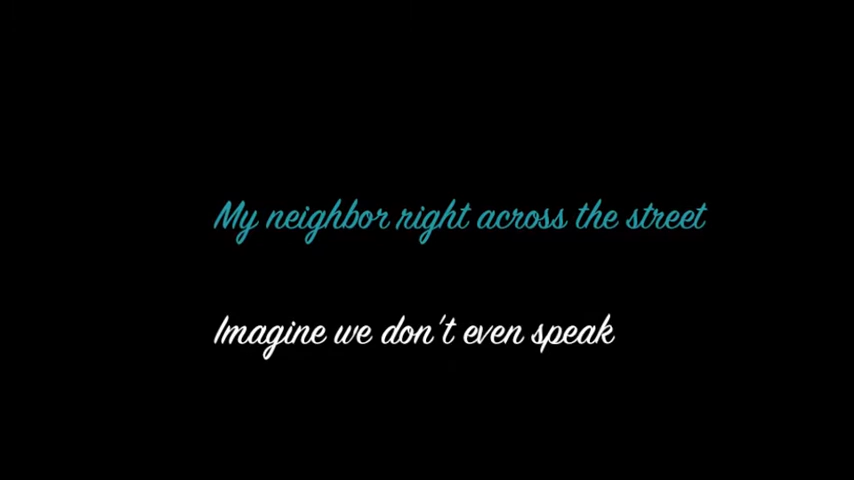 My neighbor right across the street
Imagine we don't even speak